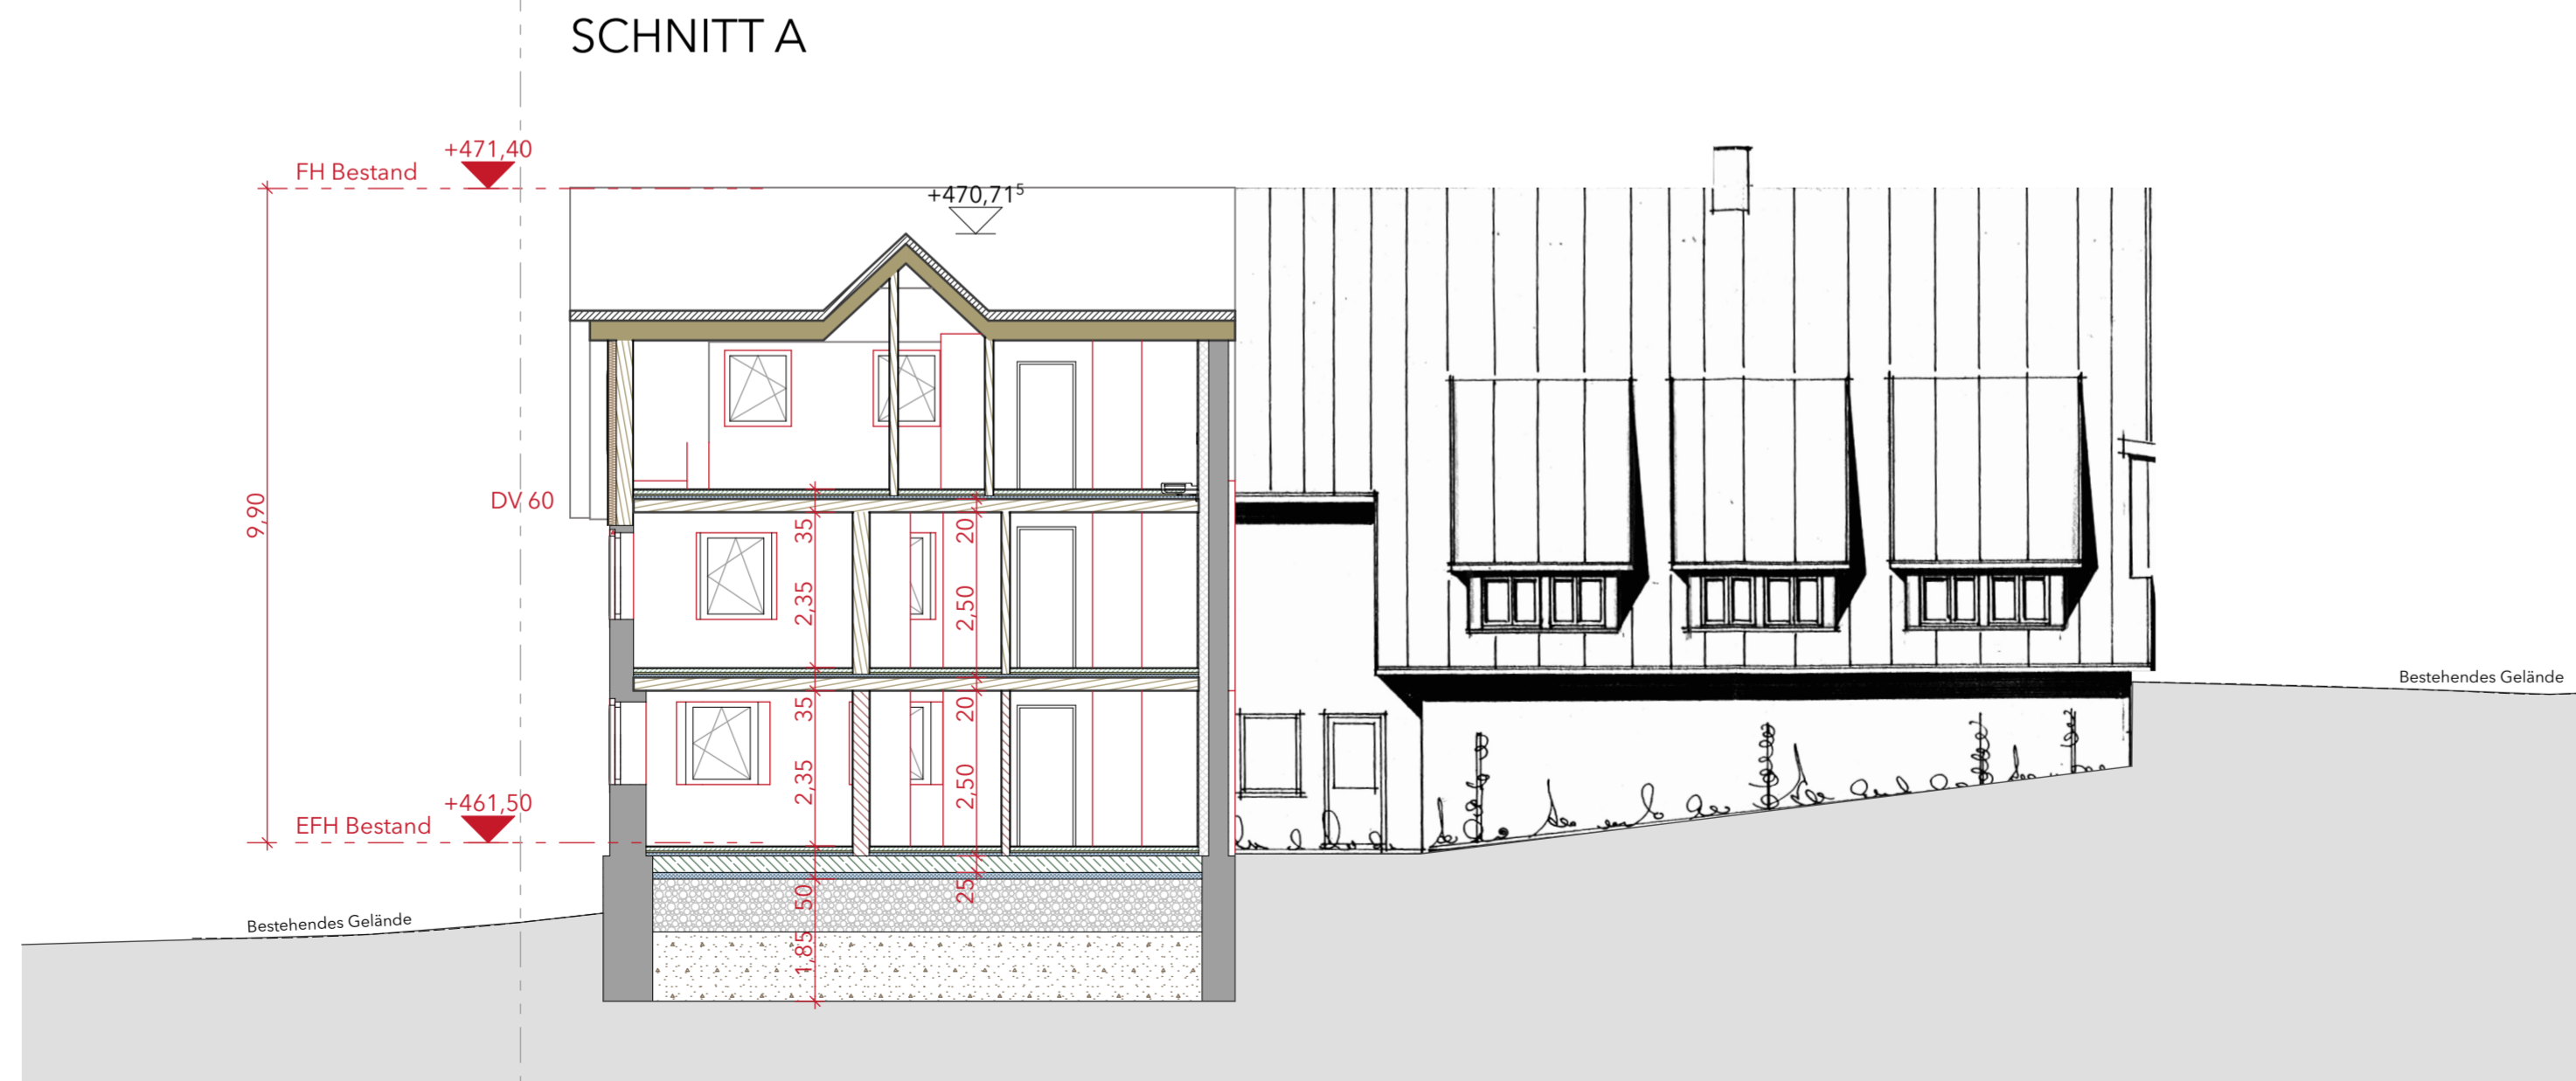 SCHNITT A
+471,40
FH Bestand
+470,71⁵
9,90
DV 60
35
20
2,35
2,50
35
20
2,35
2,50
+461,50
EFH Bestand
50
25
1,85
Bestehendes Gelände
Bestehendes Gelände